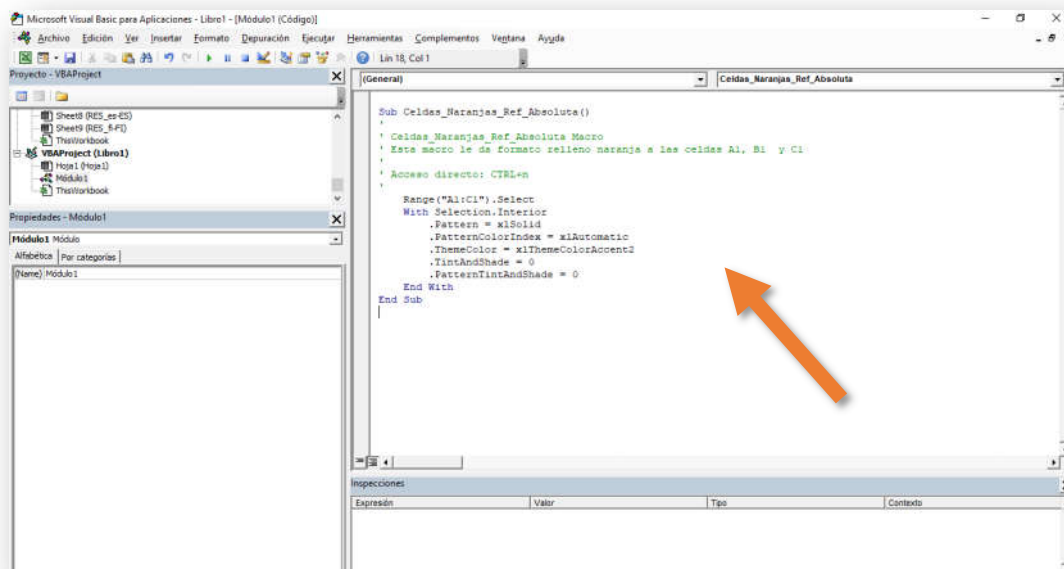 Microsoft Visual Basic para Aplicaciones - Libro1 - [Módulo1 (Código)]
Archivo Edición Ver Insertar Formato Depuración Ejecutar Herramientas Complementos Ventana Ayuda
Lín 18, Col 1
Proyecto - VBAProject
Sheet8 (RES_es-ES)
Sheet9 (RES_fi-FI)
ThisWorkbook
VBAProject (Libro1)
Hoja1 (Hoja1)
Módulo1
ThisWorkbook
Propiedades - Módulo1
Módulo1 Módulo
Alfabética Por categorías
(Name) Módulo1
(General) Celdas_Naranjas_Ref_Absoluta
Sub Celdas_Naranjas_Ref_Absoluta()
'
' Celdas_Naranjas_Ref_Absoluta Macro
' Esta macro le da formato relleno naranja a las celdas A1, B1 y C1
'
' Acceso directo: CTRL+n
'
Range("A1:C1").Select
With Selection.Interior
.Pattern = xlSolid
.PatternColorIndex = xlAutomatic
.ThemeColor = xlThemeColorAccent2
.TintAndShade = 0
.PatternTintAndShade = 0
End With
End Sub
Inspecciones
Expresión Valor Tipo Contexto